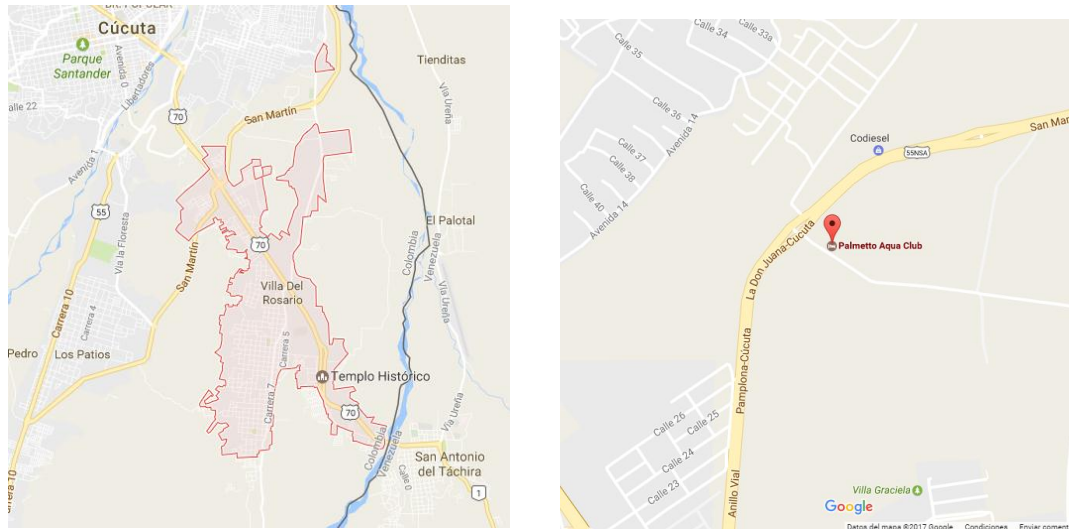 Cúcuta
Parque
Santander
Avenida 0
Libertadores
Calle 22
70
San Martín
Tienditas
Vía Ureña
Avenida 1
55
Vía la Floresta
San Martín
70
El Palotal
Colombia
Venezuela
Vía Ureña
Villa Del
Rosario
Carrera 10
Carrera 4
Pedro
Los Patios
Carrera 5
Templo Histórico
Carrera 7
70
Vía Ureña
Colombia
Venezuela
Calle 0
San Antonio
del Táchira
1
Carrera 10
Calle 35
Calle 34
Calle 33a
Calle 36
Avenida 14
Calle 37
Calle 38
Calle 40
Avenida 14
Codiesel
55NSA
San Mar
La Don Juana-Cucuta
Palmetto Aqua Club
Pamplona-Cúcuta
Calle 26
Calle 25
Calle 24
Calle 23
Anillo Vial
Villa Graciela
Google
Datos del mapa ©2017 Google
Condiciones
Enviar coment